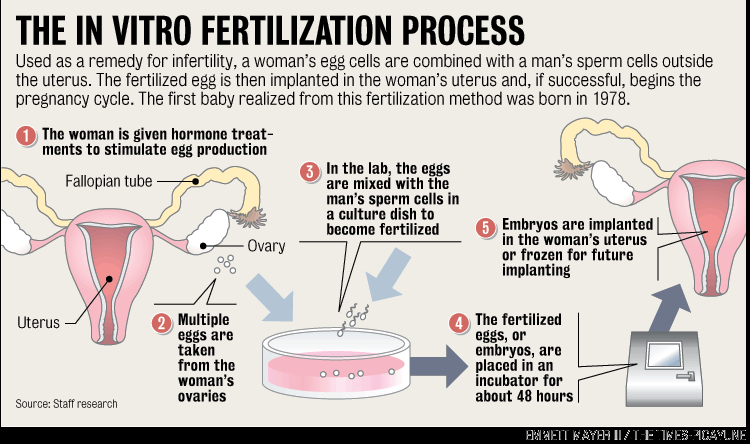 THE IN VITRO FERTILIZATION PROCESS
Used as a remedy for infertility, a woman's egg cells are combined with a man's sperm cells outside
the uterus. The fertilized egg is then implanted in the woman's uterus and, if successful, begins the
pregnancy cycle. The first baby realized from this fertilization method was born in 1978.
1 The woman is given hormone treat-
ments to stimulate egg production
Fallopian tube
Ovary
Uterus
2 Multiple
eggs are
taken
from the
woman's
ovaries
3 In the lab, the eggs
are mixed with the
man's sperm cells in
a culture dish to
become fertilized
4 The fertilized
eggs, or
embryos, are
placed in an
incubator for
about 48 hours
5 Embryos are implanted
in the woman's uterus
or frozen for future
implanting
Source: Staff research
EMMETT MAYER II / THE TIMES-PICAYUNE